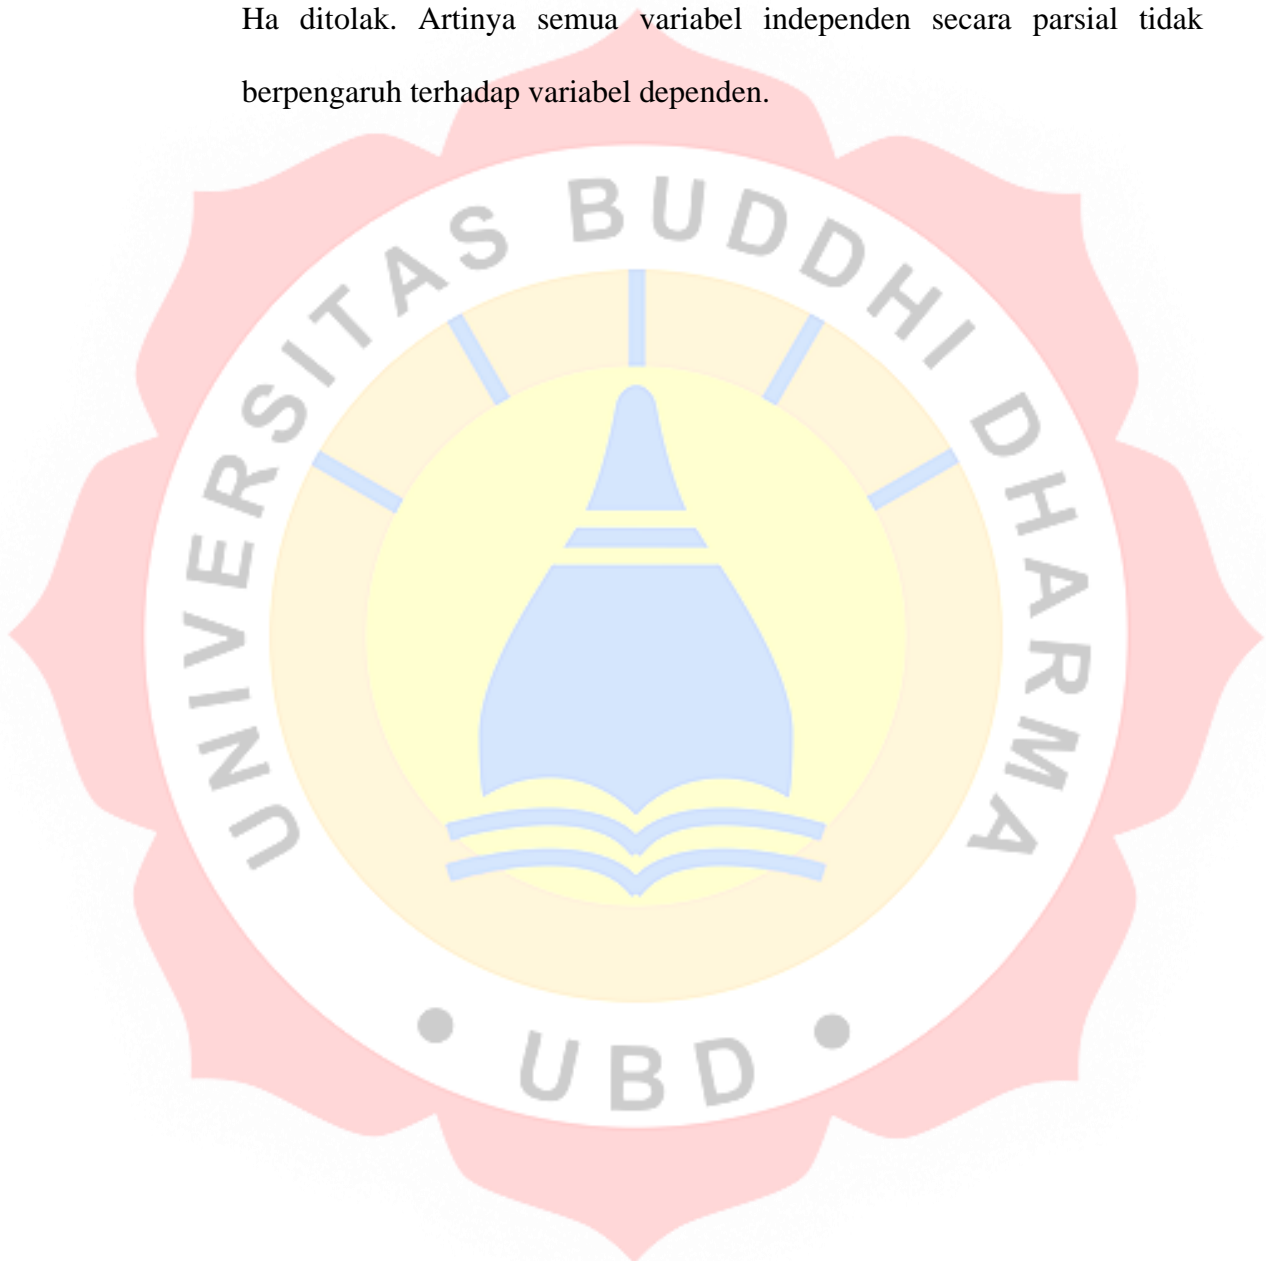 Ha ditolak. Artinya semua variabel independen secara parsial tidak
berpengaruh terhadap variabel dependen.
UNIVERSITAS BUDDHI DHARMA
• UBD •